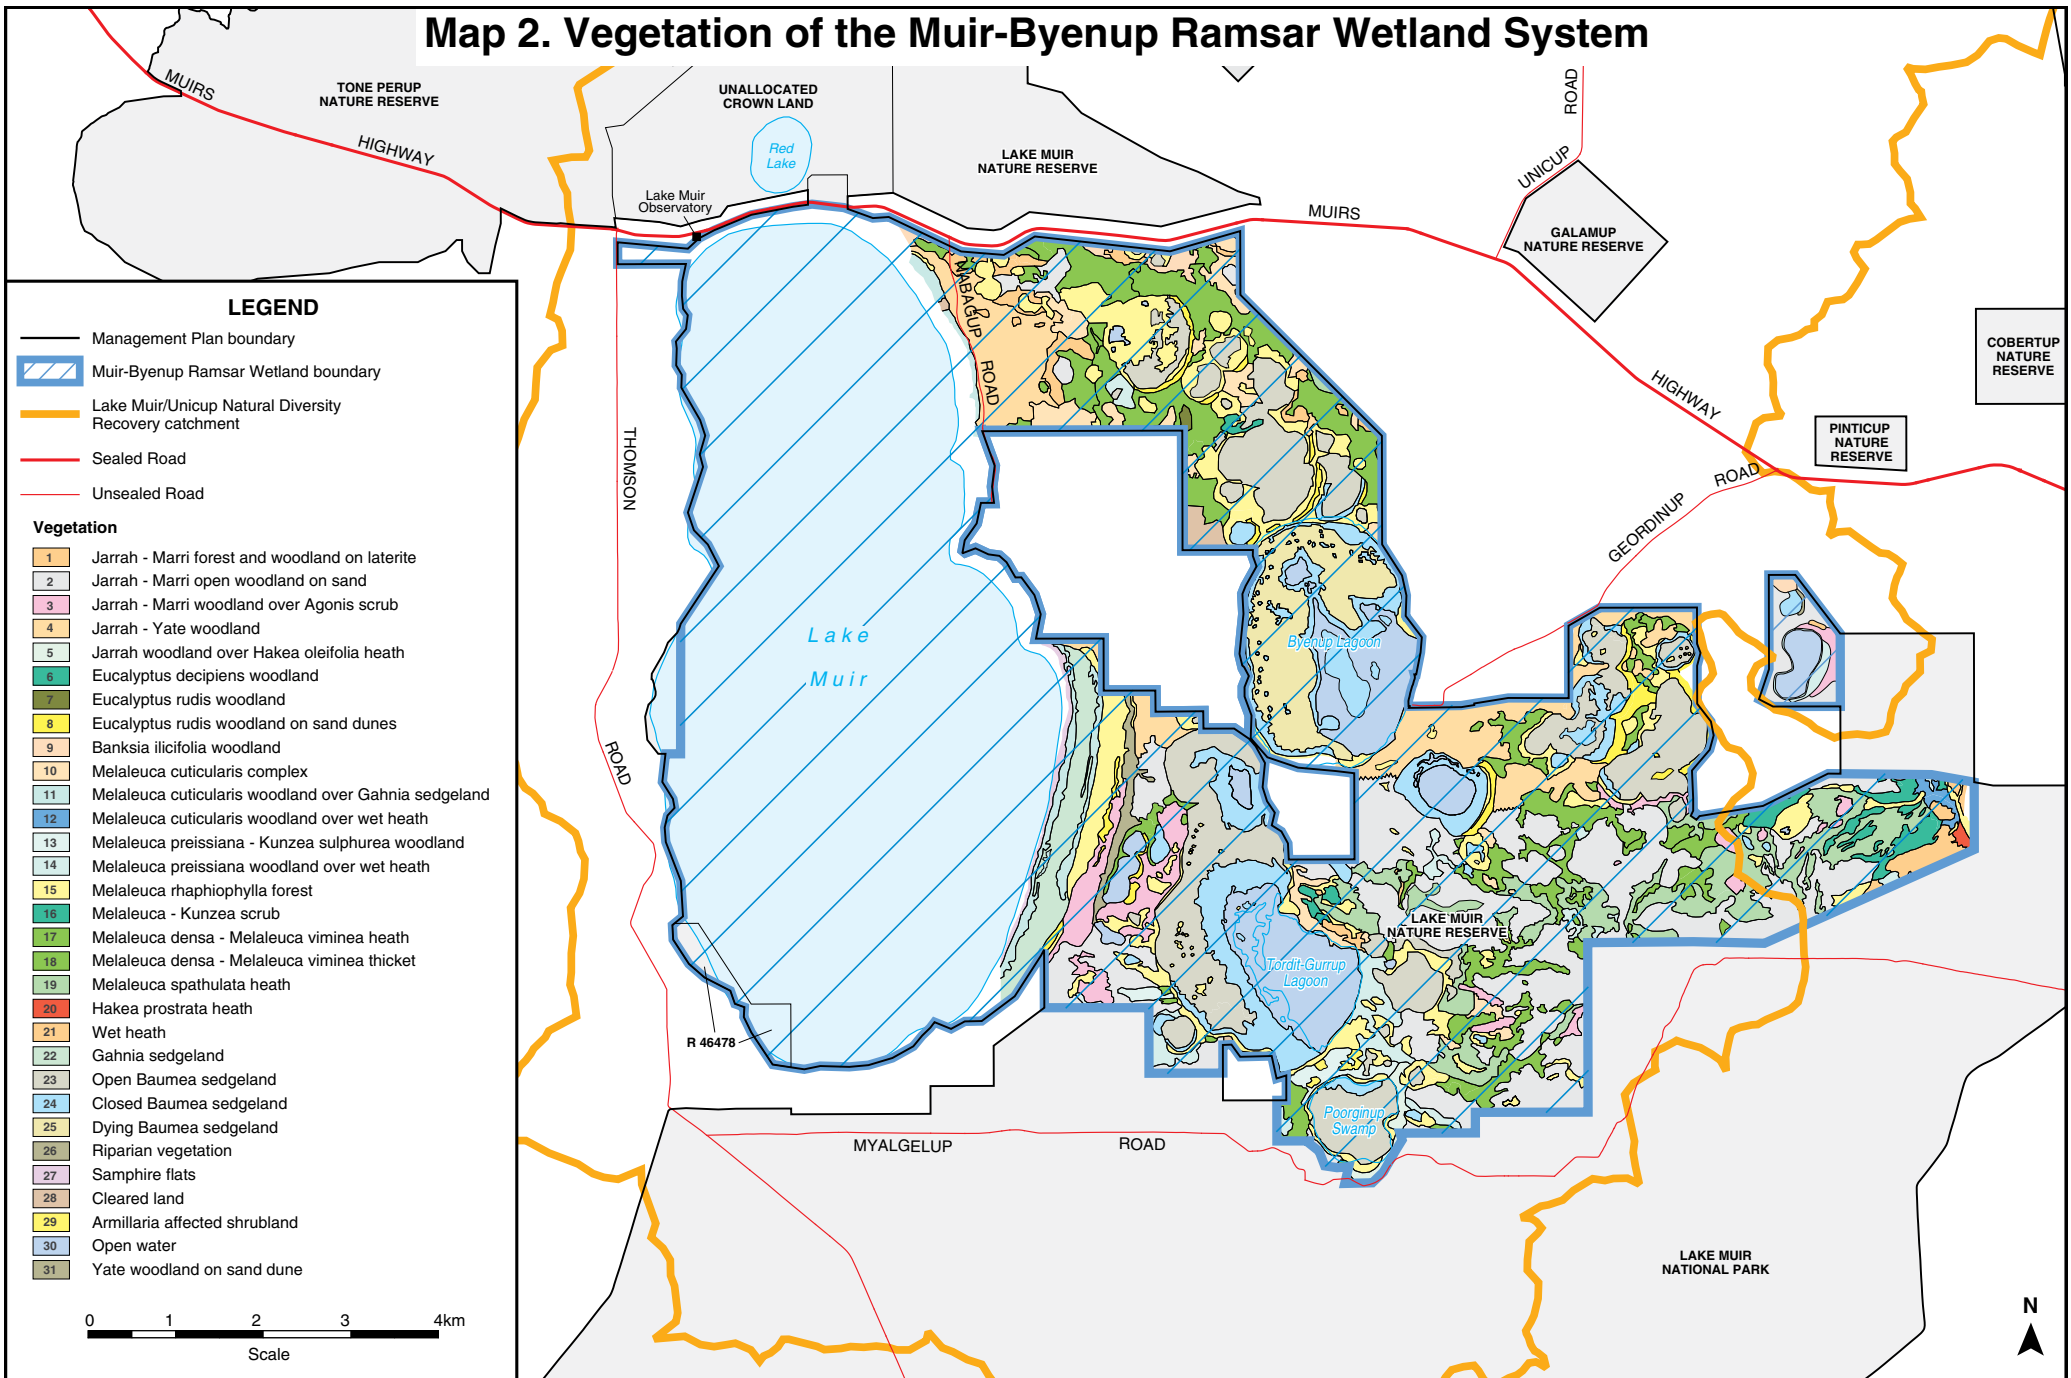 Map 2. Vegetation of the Muir-Byenup Ramsar Wetland System
MUIRS
HIGHWAY
TONE PERUP
NATURE RESERVE
UNALLOCATED
CROWN LAND
Red
Lake
Lake Muir
Observatory
LAKE MUIR
NATURE RESERVE
ROAD
UNICUP
MUIRS
GALAMUP
NATURE RESERVE
HIGHWAY
COBERTUP
NATURE
RESERVE
PINTICUP
NATURE
RESERVE
ROAD
GEORDINUP
NABAGUP
ROAD
THOMSON
ROAD
Lake
Muir
Byenup Lagoon
LAKE MUIR
NATURE RESERVE
Tordit-Gurrup
Lagoon
Poorginup
Swamp
R 46478
MYALGELUP
ROAD
LAKE MUIR
NATIONAL PARK
N
LEGEND
Management Plan boundary
Muir-Byenup Ramsar Wetland boundary
Lake Muir/Unicup Natural Diversity
Recovery catchment
Sealed Road
Unsealed Road
Vegetation
1 Jarrah - Marri forest and woodland on laterite
2 Jarrah - Marri open woodland on sand
3 Jarrah - Marri woodland over Agonis scrub
4 Jarrah - Yate woodland
5 Jarrah woodland over Hakea oleifolia heath
6 Eucalyptus decipiens woodland
7 Eucalyptus rudis woodland
8 Eucalyptus rudis woodland on sand dunes
9 Banksia ilicifolia woodland
10 Melaleuca cuticularis complex
11 Melaleuca cuticularis woodland over Gahnia sedgeland
12 Melaleuca cuticularis woodland over wet heath
13 Melaleuca preissiana - Kunzea sulphurea woodland
14 Melaleuca preissiana woodland over wet heath
15 Melaleuca rhaphiophylla forest
16 Melaleuca - Kunzea scrub
17 Melaleuca densa - Melaleuca viminea heath
18 Melaleuca densa - Melaleuca viminea thicket
19 Melaleuca spathulata heath
20 Hakea prostrata heath
21 Wet heath
22 Gahnia sedgeland
23 Open Baumea sedgeland
24 Closed Baumea sedgeland
25 Dying Baumea sedgeland
26 Riparian vegetation
27 Samphire flats
28 Cleared land
29 Armillaria affected shrubland
30 Open water
31 Yate woodland on sand dune
0 1 2 3 4km
Scale